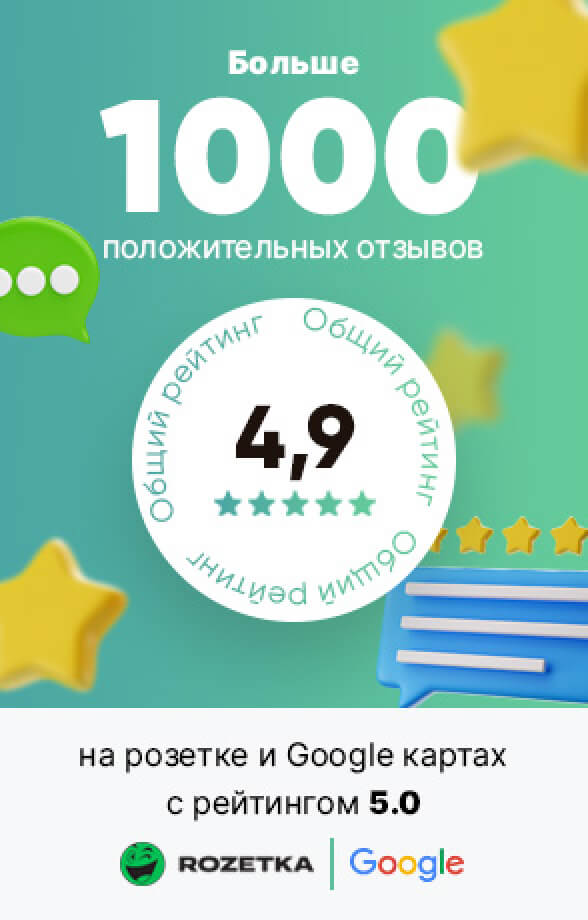 Больше
1000
положительных отзывов
Общий рейтинг
Общий рейтинг
Общий рейтинг
4,9
на розетке и Google картах
с рейтингом 5.0
ROZETKA
Google